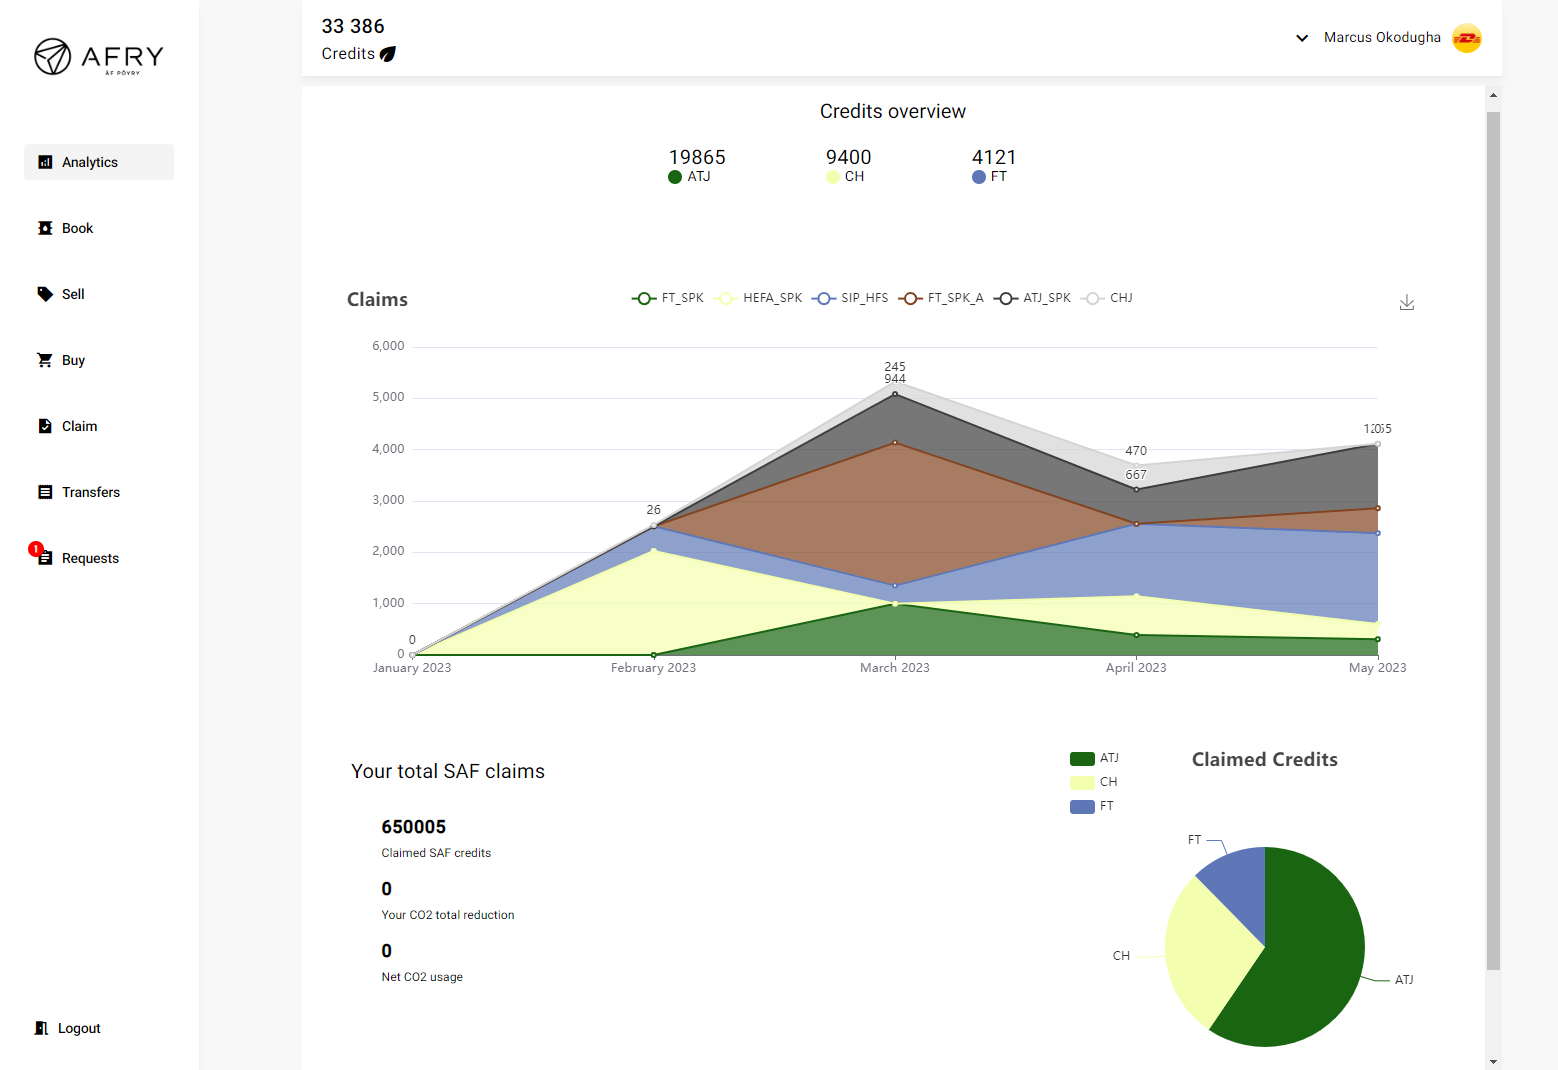 AFRY
ÅF PÖYRY
33 386
Credits
Marcus Okodugha
Analytics
Book
Sell
Buy
Claim
Transfers
1
Requests
Logout
Credits overview
19865 9400 4121
ATJ CH FT
Claims
FT_SPK HEFA_SPK SIP_HFS FT_SPK_A ATJ_SPK CHJ
6,000
5,000
4,000
3,000
2,000
1,000
0
0
26
245
944
470
667
January 2023 February 2023 March 2023 April 2023 May 2023
Your total SAF claims
650005
Claimed SAF credits
0
Your CO2 total reduction
0
Net CO2 usage
ATJ
CH
FT
Claimed Credits
FT
CH
ATJ